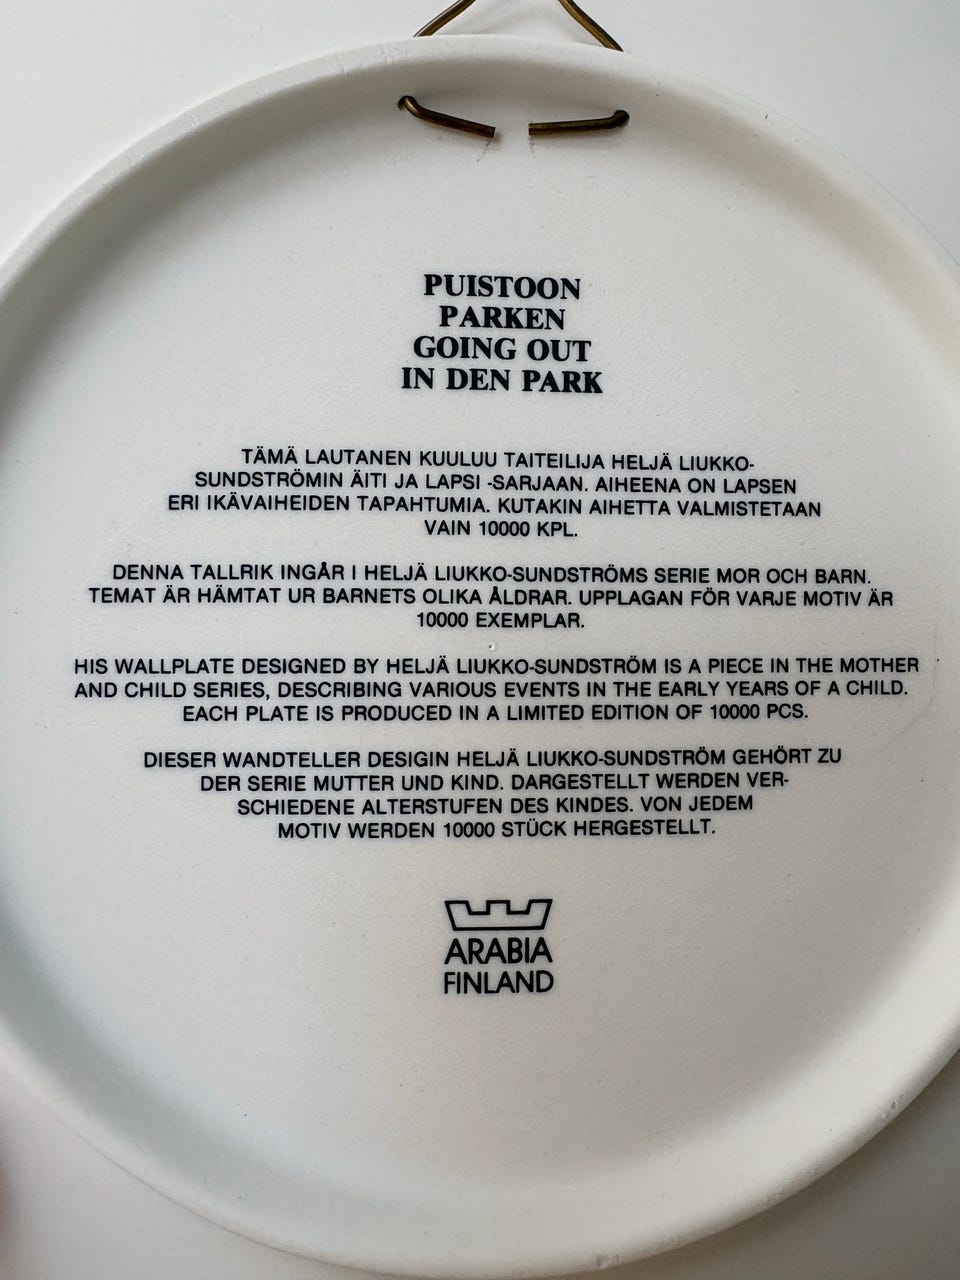 PUISTOON
PARKEN
GOING OUT
IN DEN PARK
TÄMÄ LAUTANEN KUULUU TAITEILIJA HELJÄ LIUKKO-
SUNDSTRÖMIN ÄITI JA LAPSI -SARJAAN. AIHEENA ON LAPSEN
ERI IKÄVAIHEIDEN TAPAHTUMIA. KUTAKIN AIHETTA VALMISTETAAN
VAIN 10000 KPL.
DENNA TALLRIK INGÅR I HELJÄ LIUKKO-SUNDSTRÖMS SERIE MOR OCH BARN.
TEMAT ÄR HÄMTAT UR BARNETS OLIKA ÅLDRAR. UPPLAGAN FÖR VARJE MOTIV ÄR
10000 EXEMPLAR.
HIS WALLPLATE DESIGNED BY HELJÄ LIUKKO-SUNDSTRÖM IS A PIECE IN THE MOTHER
AND CHILD SERIES, DESCRIBING VARIOUS EVENTS IN THE EARLY YEARS OF A CHILD.
EACH PLATE IS PRODUCED IN A LIMITED EDITION OF 10000 PCS.
DIESER WANDTELLER DESIGIN HELJÄ LIUKKO-SUNDSTRÖM GEHÖRT ZU
DER SERIE MUTTER UND KIND. DARGESTELLT WERDEN VER-
SCHIEDENE ALTERSTUFEN DES KINDES. VON JEDEM
MOTIV WERDEN 10000 STÜCK HERGESTELLT.
ARABIA
FINLAND